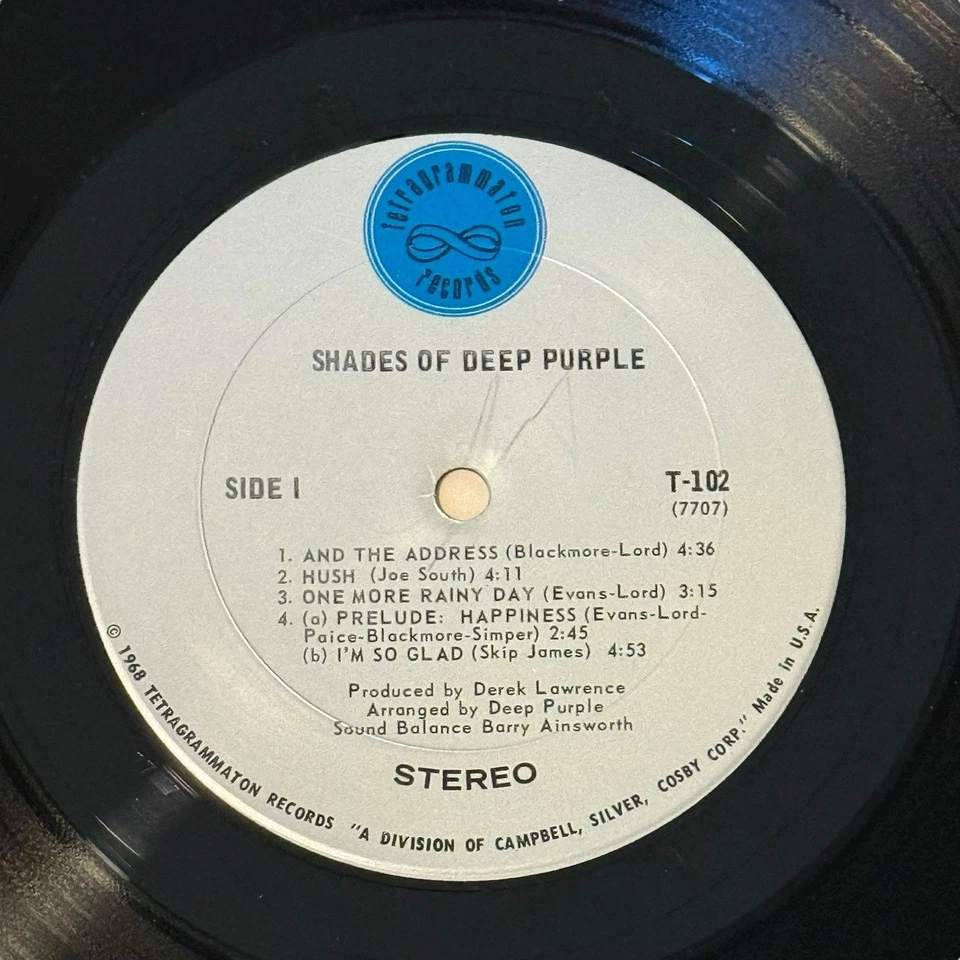 tetragrammaton
records
SHADES OF DEEP PURPLE
SIDE I
T-102
(7707)
1. AND THE ADDRESS (Blackmore-Lord) 4:36
2. HUSH (Joe South) 4:11
3. ONE MORE RAINY DAY (Evans-Lord) 3:15
4. (a) PRELUDE: HAPPINESS (Evans-Lord-
Paice-Blackmore-Simper) 2:45
(b) I'M SO GLAD (Skip James) 4:53
Produced by Derek Lawrence
Arranged by Deep Purple
Sound Balance Barry Ainsworth
STEREO
© 1968 TETRAGRAMMATON RECORDS "A DIVISION OF CAMPBELL, SILVER, COSBY CORP." Made in U.S.A.